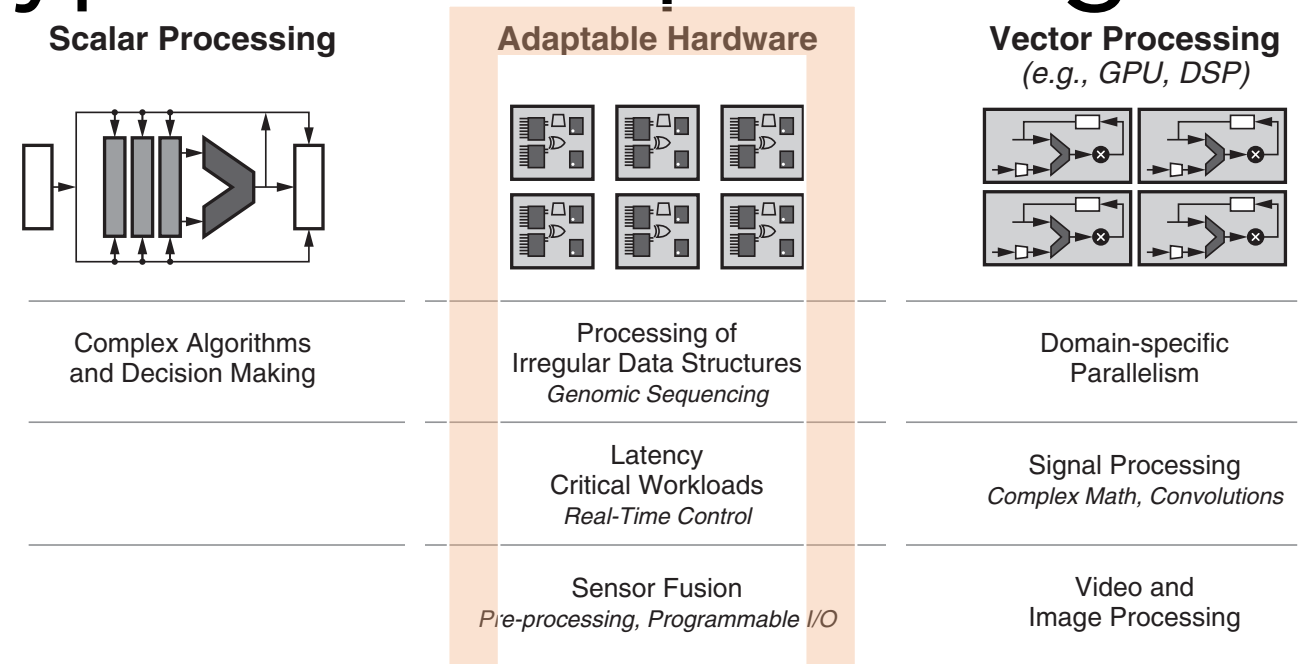 Scalar Processing
Adaptable Hardware
Vector Processing
(e.g., GPU, DSP)
Complex Algorithms
and Decision Making
Processing of
Irregular Data Structures
Genomic Sequencing
Domain-specific
Parallelism
Latency
Critical Workloads
Real-Time Control
Signal Processing
Complex Math, Convolutions
Sensor Fusion
Pre-processing, Programmable I/O
Video and
Image Processing